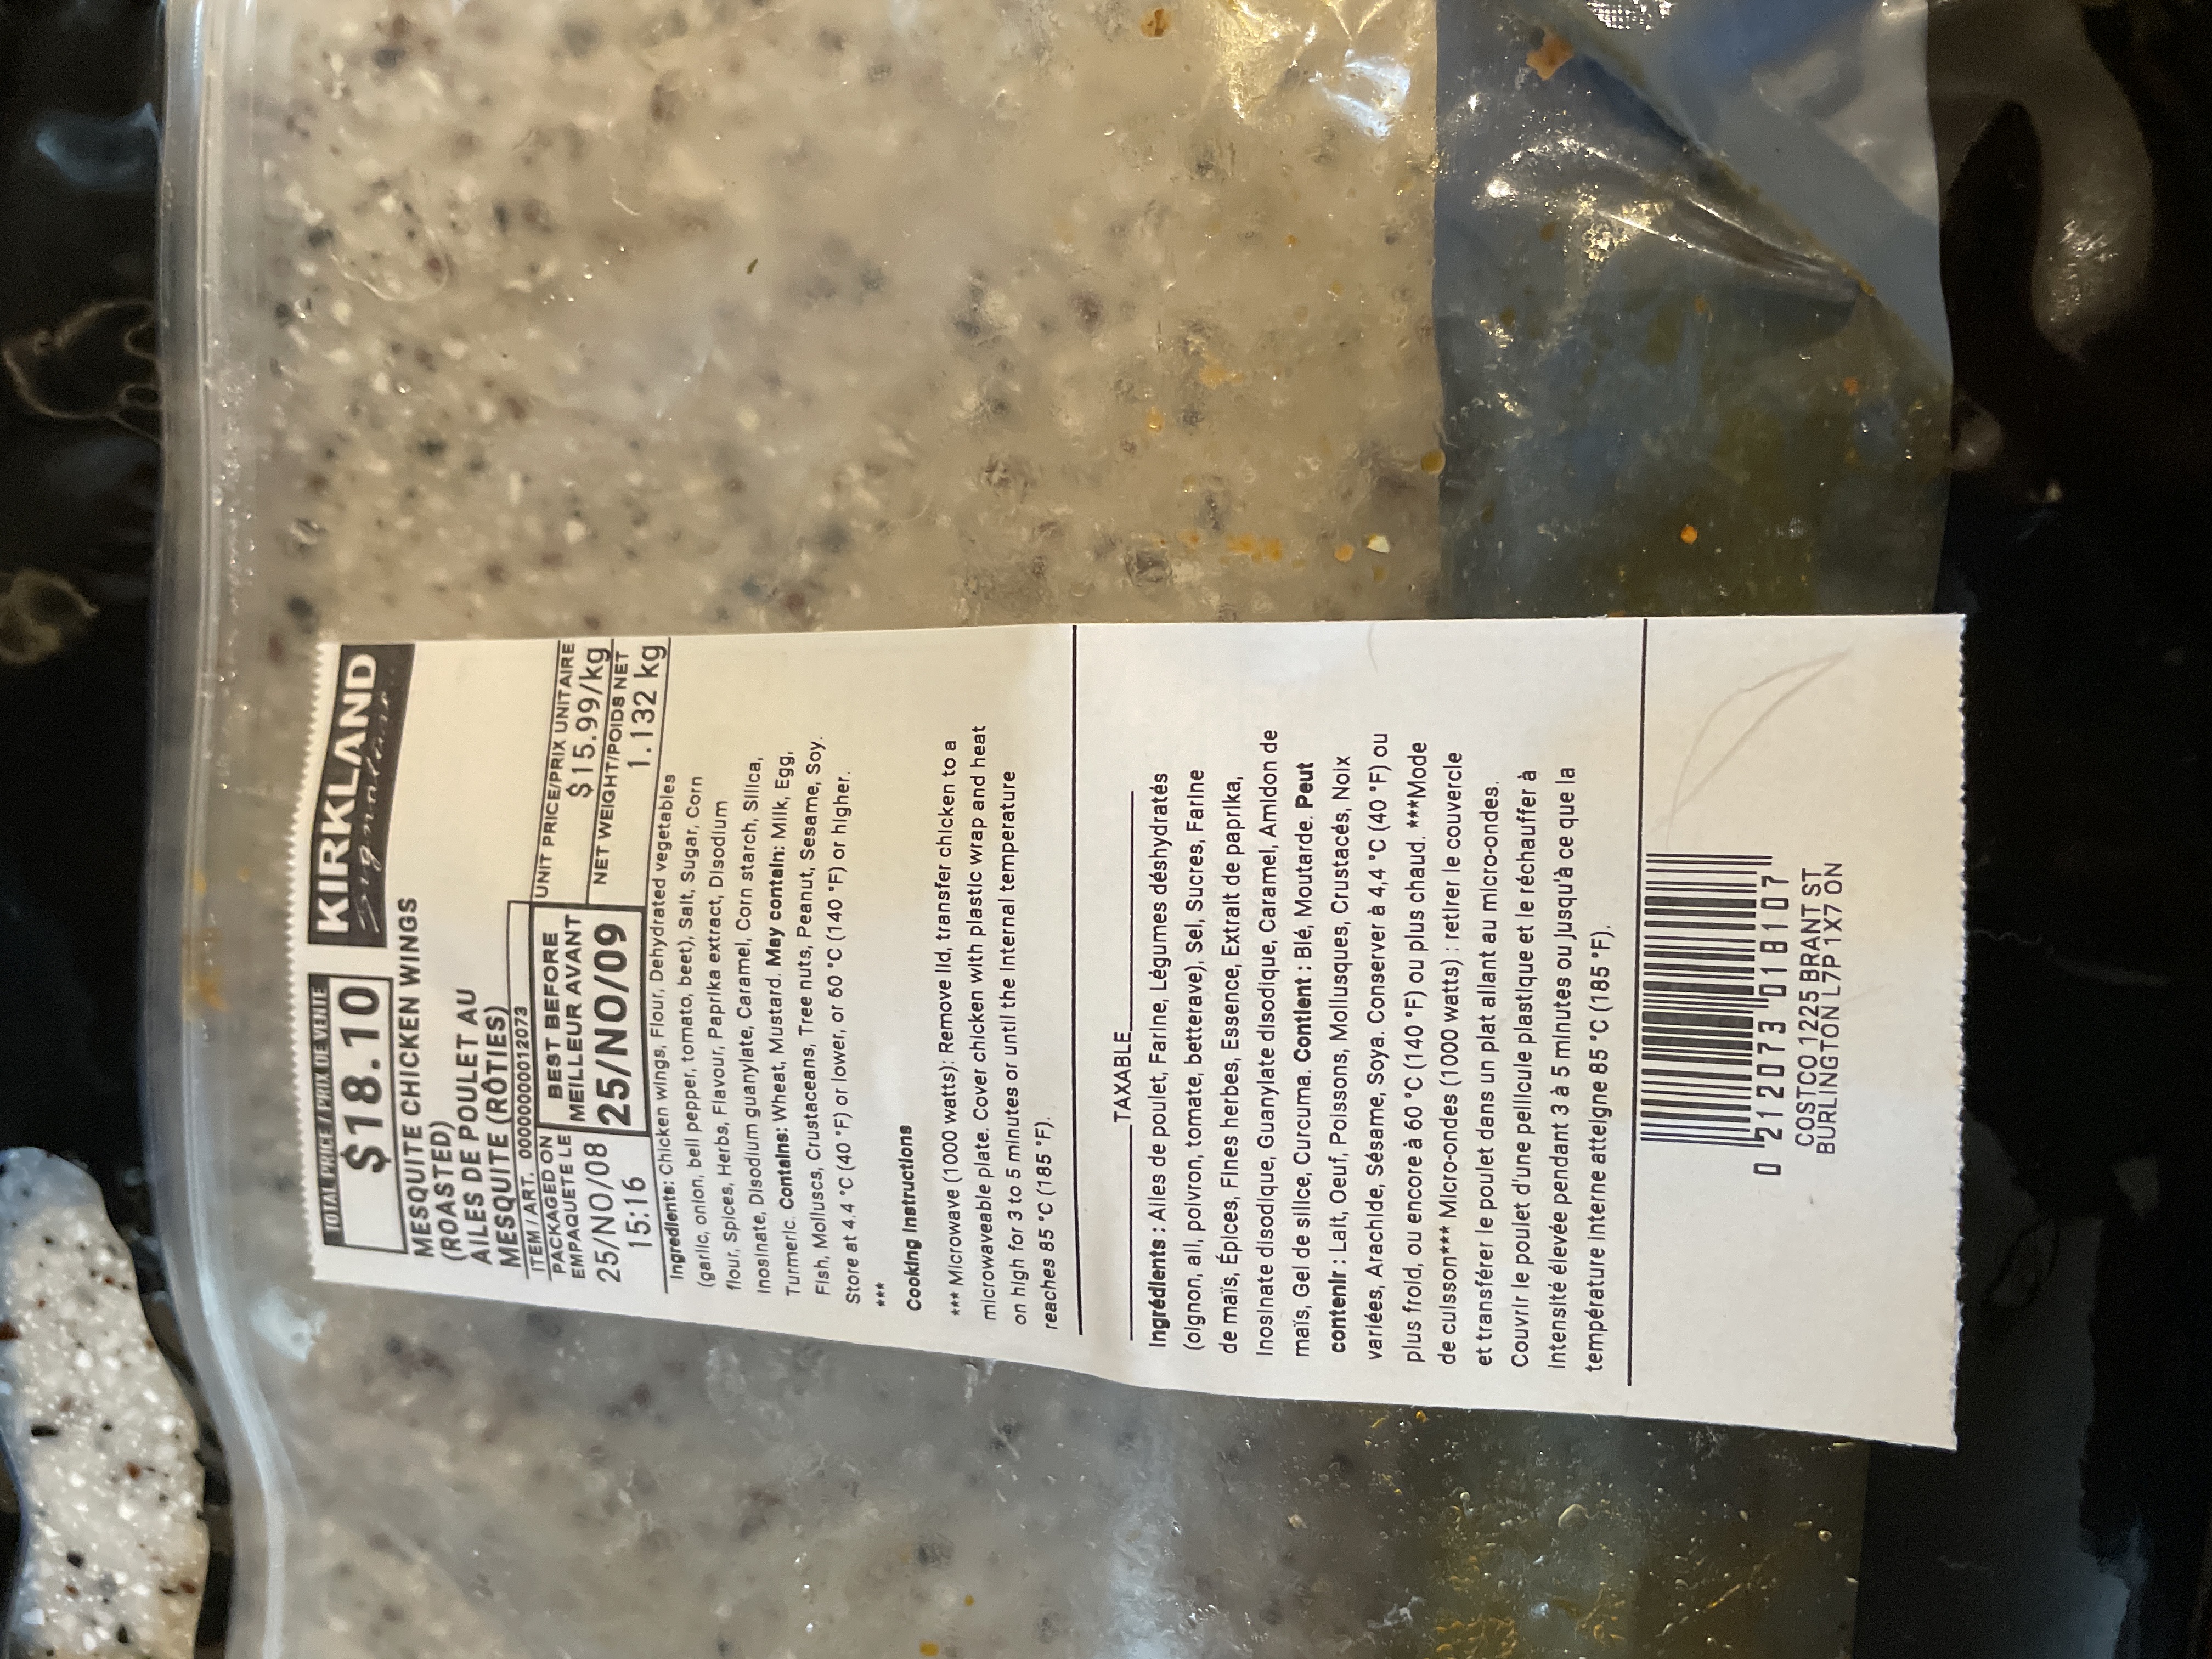 TOTAL PRICE / PRIX DE VENTE
$18.10
KIRKLAND
Signature
MESQUITE CHICKEN WINGS
(ROASTED)
AILES DE POULET AU
MESQUITE (RÔTIES)
ITEM / ART. 000000000012073
PACKAGED ON
EMPAQUETE LE
25/NO/08
15:16
BEST BEFORE
MEILLEUR AVANT
25/NO/09
UNIT PRICE/PRIX UNITAIRE
$15.99/kg
NET WEIGHT/POIDS NET
1.132 kg
Ingredients: Chicken wings, Flour, Dehydrated vegetables
(garlic, onion, bell pepper, tomato, beet), Salt, Sugar, Corn
flour, Spices, Herbs, Flavour, Paprika extract, Disodium
inosinate, Disodium guanylate, Caramel, Corn starch, Silica,
Turmeric. Contains: Wheat, Mustard. May contain: Milk, Egg,
Fish, Molluscs, Crustaceans, Tree nuts, Peanut, Sesame, Soy.
Store at 4.4 °C (40 °F) or lower, or 60 °C (140 °F) or higher.
***
Cooking Instructions
*** Microwave (1000 watts): Remove lid, transfer chicken to a
microwaveable plate. Cover chicken with plastic wrap and heat
on high for 3 to 5 minutes or until the internal temperature
reaches 85 °C (185 °F).
TAXABLE
Ingrédients : Ailes de poulet, Farine, Légumes déshydratés
(oignon, ail, poivron, tomate, betterave), Sel, Sucres, Farine
de maïs, Épices, Fines herbes, Essence, Extrait de paprika,
Inosinate disodique, Guanylate disodique, Caramel, Amidon de
maïs, Gel de silice, Curcuma. Contient : Blé, Moutarde. Peut
contenir : Lait, Oeuf, Poissons, Mollusques, Crustacés, Noix
variées, Arachide, Sésame, Soya. Conserver à 4,4 °C (40 °F) ou
plus froid, ou encore à 60 °C (140 °F) ou plus chaud. ***Mode
de cuisson*** Micro-ondes (1000 watts) : retirer le couvercle
et transférer le poulet dans un plat allant au micro-ondes.
Couvrir le poulet d'une pellicule plastique et le réchauffer à
intensité élevée pendant 3 à 5 minutes ou jusqu'à ce que la
température interne atteigne 85 °C (185 °F).
0 212073 018107
COSTCO 1225 BRANT ST
BURLINGTON L7P1X7 ON